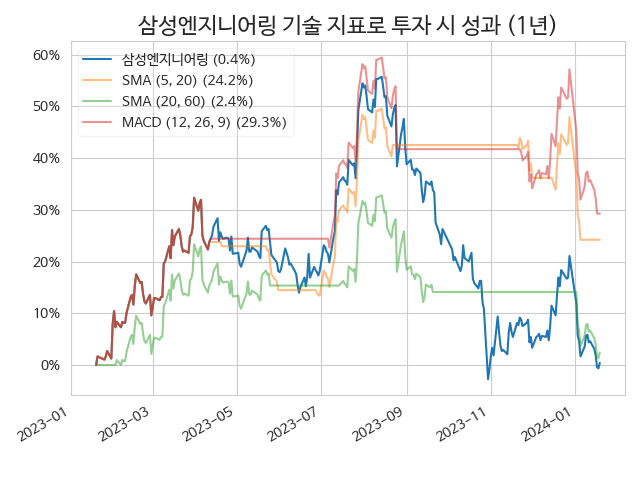 삼성엔지니어링 기술 지표로 투자 시 성과 (1년)
삼성엔지니어링 (0.4%)
SMA (5, 20) (24.2%)
SMA (20, 60) (2.4%)
MACD (12, 26, 9) (29.3%)
60%
50%
40%
30%
20%
10%
0%
2023-01
2023-03
2023-05
2023-07
2023-09
2023-11
2024-01